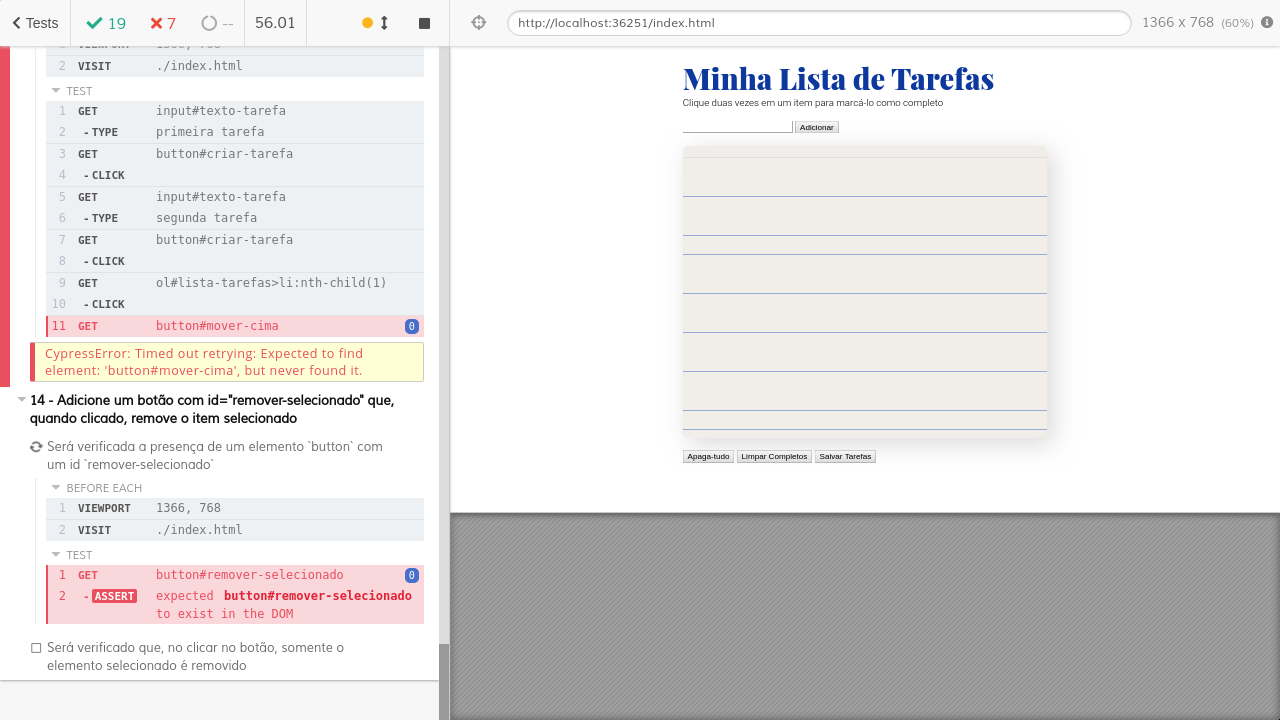 Tests 19 7 -- 56.01
http://localhost:36251/index.html 1366 x 768 (60%)
1 VIEWPORT 1366, 768
2 VISIT ./index.html
TEST
1 GET input#texto-tarefa
2 -TYPE primeira tarefa
3 GET button#criar-tarefa
4 -CLICK
5 GET input#texto-tarefa
6 -TYPE segunda tarefa
7 GET button#criar-tarefa
8 -CLICK
9 GET ol#lista-tarefas>li:nth-child(1)
10 -CLICK
11 GET button#mover-cima 0
CypressError: Timed out retrying: Expected to find
element: 'button#mover-cima', but never found it.
14 - Adicione um botão com id="remover-selecionado" que,
quando clicado, remove o item selecionado
Será verificada a presença de um elemento `button` com
um id `remover-selecionado`
BEFORE EACH
1 VIEWPORT 1366, 768
2 VISIT ./index.html
TEST
1 GET button#remover-selecionado 0
2 -ASSERT expected button#remover-selecionado
to exist in the DOM
Será verificado que, no clicar no botão, somente o
elemento selecionado é removido
Minha Lista de Tarefas
Clique duas vezes em um item para marcá-lo como completo
Adicionar
Apaga-tudo Limpar Completos Salvar Tarefas